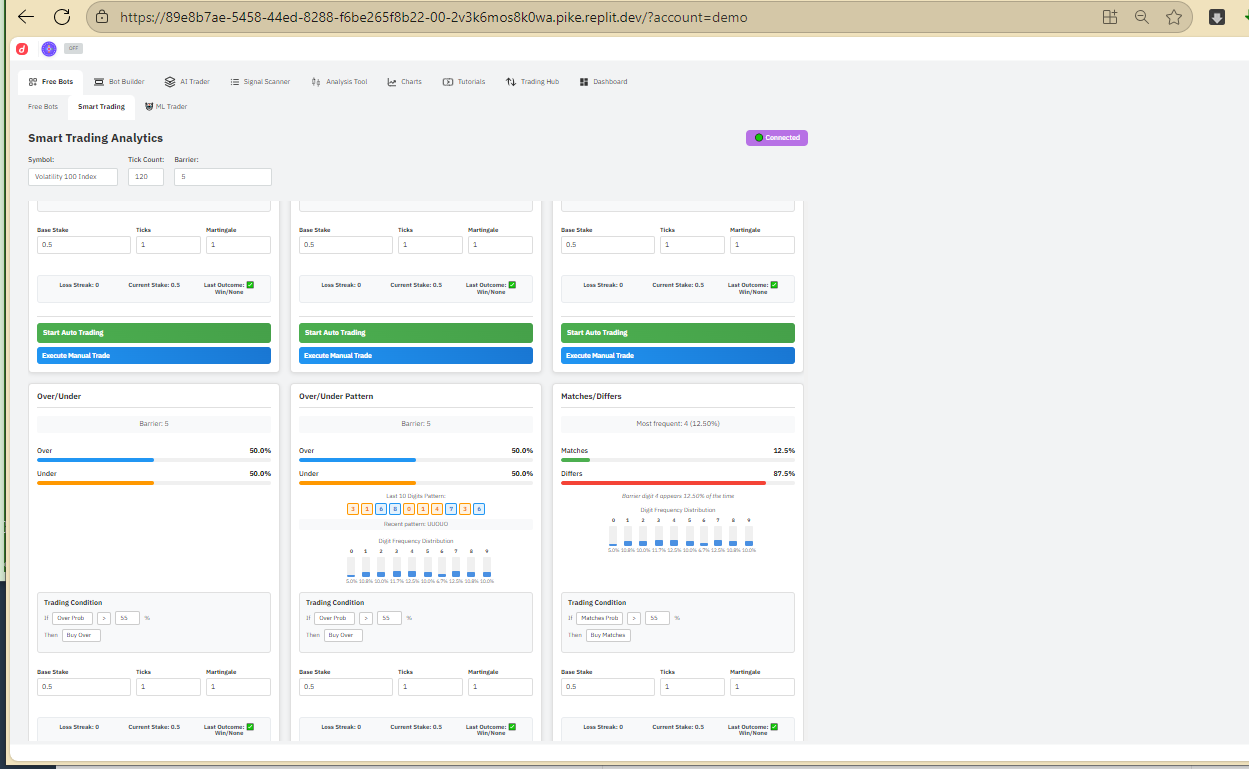 https://89e8b7ae-5458-44ed-8288-f6be265f8b22-00-2v3k6mos8k0wa.pike.replit.dev/?account=demo
OFF
Free Bots Bot Builder AI Trader Signal Scanner Analysis Tool Charts Tutorials Trading Hub Dashboard
Free Bots Smart Trading ML Trader
Smart Trading Analytics Connected
Symbol: Tick Count: Barrier:
Volatility 100 Index 120 5
Base Stake Ticks Martingale Base Stake Ticks Martingale Base Stake Ticks Martingale
0.5 1 1 0.5 1 1 0.5 1 1
Loss Streak: 0 Current Stake: 0.5 Last Outcome: ✅ Loss Streak: 0 Current Stake: 0.5 Last Outcome: ✅ Loss Streak: 0 Current Stake: 0.5 Last Outcome: ✅
Win/None Win/None Win/None
Start Auto Trading Start Auto Trading Start Auto Trading
Execute Manual Trade Execute Manual Trade Execute Manual Trade
Over/Under Over/Under Pattern Matches/Differs
Barrier: 5 Barrier: 5 Most frequent: 4 (12.50%)
Over 50.0% Over 50.0% Matches 12.5%
Under 50.0% Under 50.0% Differs 87.5%
Last 10 Digits Pattern: Barrier digit 4 appears 12.50% of the time
3 1 6 8 0 1 4 7 3 6 Digit Frequency Distribution
Recent pattern: UUOUO 0 1 2 3 4 5 6 7 8 9
Digit Frequency Distribution 5.0% 10.8% 10.0% 11.7% 12.5% 10.0% 6.7% 12.5% 10.8% 10.0%
0 1 2 3 4 5 6 7 8 9
5.0% 10.8% 10.0% 11.7% 12.5% 10.0% 6.7% 12.5% 10.8% 10.0%
Trading Condition Trading Condition Trading Condition
If Over Prob > 55 % If Over Prob > 55 % If Matches Prob > 55 %
Then Buy Over Then Buy Over Then Buy Matches
Base Stake Ticks Martingale Base Stake Ticks Martingale Base Stake Ticks Martingale
0.5 1 1 0.5 1 1 0.5 1 1
Loss Streak: 0 Current Stake: 0.5 Last Outcome: ✅ Loss Streak: 0 Current Stake: 0.5 Last Outcome: ✅ Loss Streak: 0 Current Stake: 0.5 Last Outcome: ✅
Win/None Win/None Win/None